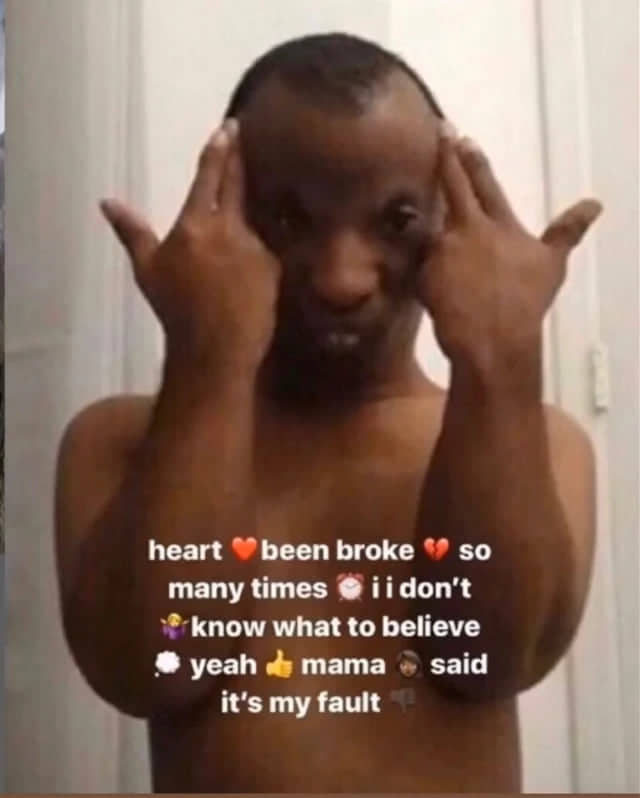 heart ❤️been broke 💔 so
many times ⏰ i i don't
🤷‍♀️know what to believe
💭 yeah 👍 mama 👩🏾 said
it's my fault 👎🏿